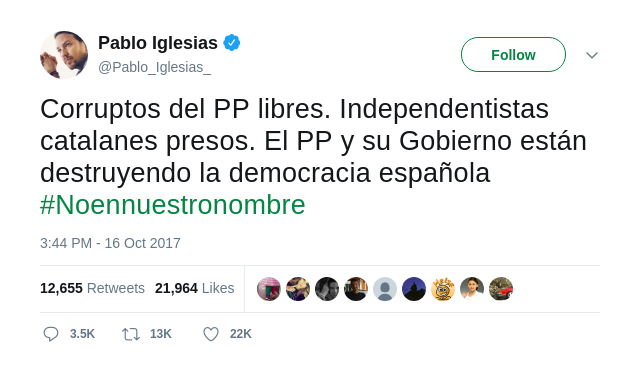 Pablo Iglesias
@Pablo_Iglesias_
Follow
Corruptos del PP libres. Independentistas
catalanes presos. El PP y su Gobierno están
destruyendo la democracia española
#Noennuestronombre
3:44 PM - 16 Oct 2017
12,655 Retweets 21,964 Likes
3.5K 13K 22K